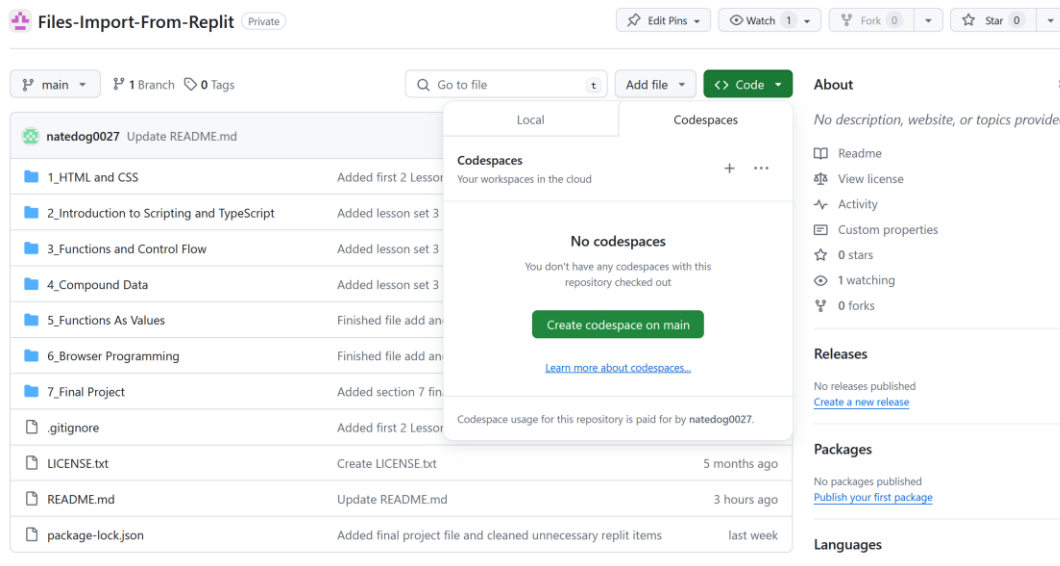 Files-Import-From-Replit Private
Edit Pins Watch 1 Fork 0 Star 0
main 1 Branch 0 Tags Go to file t Add file Code
natedog0027 Update README.md
1_HTML and CSS Added first 2 Lesson
2_Introduction to Scripting and TypeScript Added lesson set 3
3_Functions and Control Flow Added lesson set 3
4_Compound Data Added lesson set 3
5_Functions As Values Finished file add an
6_Browser Programming Finished file add an
7_Final Project Added section 7 fin
.gitignore Added first 2 Lesson
LICENSE.txt Create LICENSE.txt 5 months ago
README.md Update README.md 3 hours ago
package-lock.json Added final project file and cleaned unnecessary replit items last week
Local Codespaces
Codespaces
Your workspaces in the cloud
No codespaces
You don't have any codespaces with this
repository checked out
Create codespace on main
Learn more about codespaces...
Codespace usage for this repository is paid for by natedog0027.
About
No description, website, or topics provided
Readme
View license
Activity
Custom properties
0 stars
1 watching
0 forks
Releases
No releases published
Create a new release
Packages
No packages published
Publish your first package
Languages